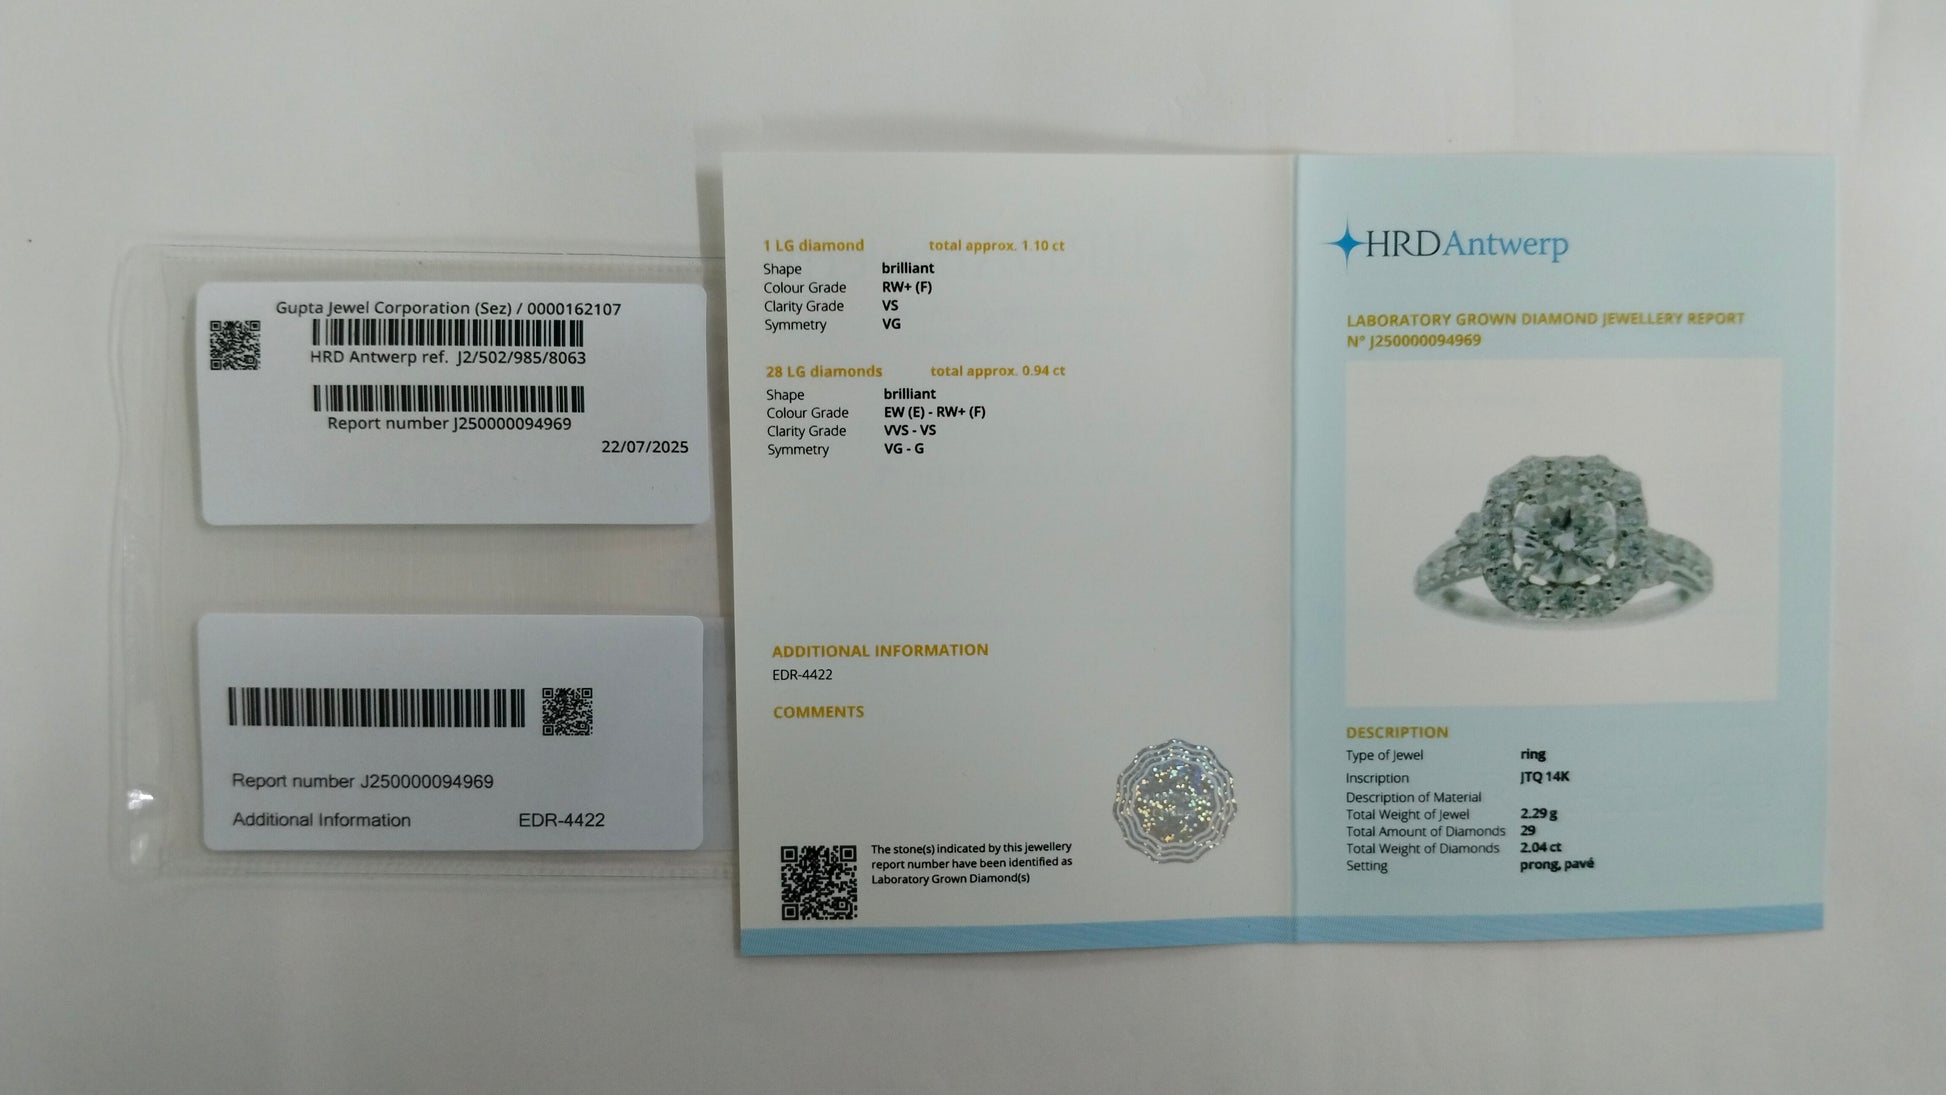 Gupta Jewel Corporation (Sez) / 0000162107
HRD Antwerp ref. J2/502/985/8063
Report number J250000094969
22/07/2025
Report number J250000094969
Additional Information EDR-4422
1 LG diamond total approx. 1.10 ct
Shape brilliant
Colour Grade RW+ (F)
Clarity Grade VS
Symmetry VG
28 LG diamonds total approx. 0.94 ct
Shape brilliant
Colour Grade EW (E) - RW+ (F)
Clarity Grade VVS - VS
Symmetry VG - G
ADDITIONAL INFORMATION
EDR-4422
COMMENTS
The stone(s) indicated by this jewellery
report number have been identified as
Laboratory Grown Diamond(s)
HRD Antwerp
LABORATORY GROWN DIAMOND JEWELLERY REPORT
N° J250000094969
DESCRIPTION
Type of Jewel ring
Inscription JTQ 14K
Description of Material
Total Weight of Jewel 2.29 g
Total Amount of Diamonds 29
Total Weight of Diamonds 2.04 ct
Setting prong, pavé